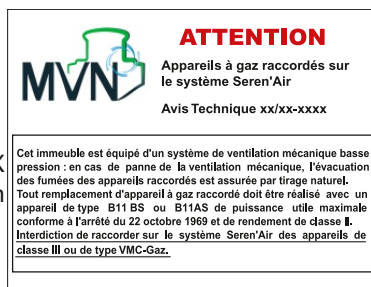 ATTENTION
MVN
Appareils à gaz raccordés sur
le système Seren'Air
Avis Technique xx/xx-xxxx
Cet immeuble est équipé d'un système de ventilation mécanique basse
pression : en cas de panne de la ventilation mécanique, l'évacuation
des fumées des appareils raccordés est assurée par tirage naturel.
Tout remplacement d'appareil à gaz raccordé doit être réalisé avec un
appareil de type B11 BS ou B11AS de puissance utile maximale
conforme à l'arrêté du 22 octobre 1969 et de rendement de classe II.
Interdiction de raccorder sur le système Seren'Air des appareils de
classe III ou de type VMC-Gaz.